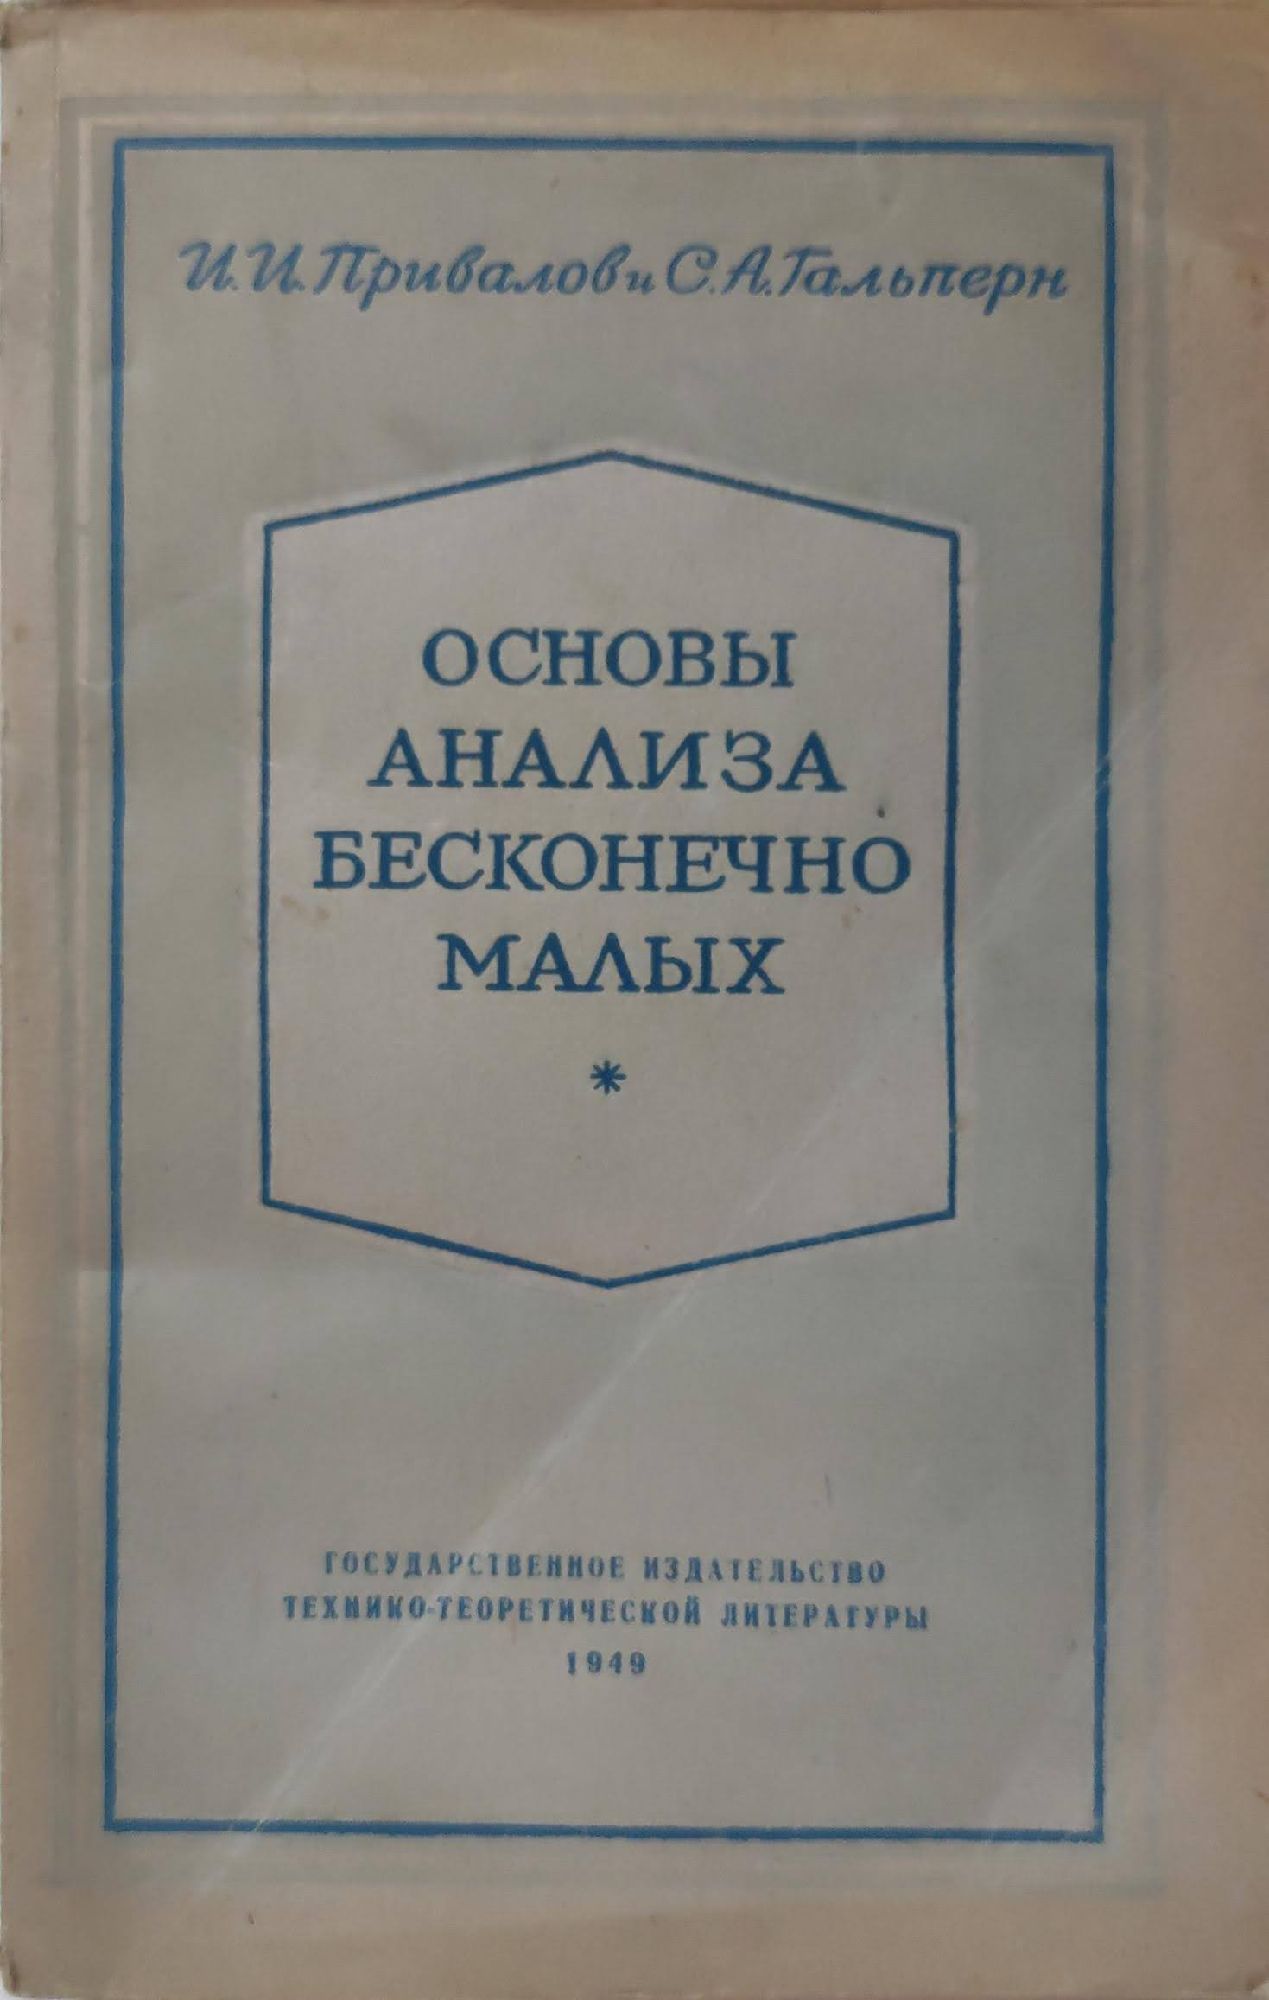 И. И. Привалов и С. А. Гальперн
ОСНОВЫ
АНАЛИЗА
БЕСКОНЕЧНО
МАЛЫХ
*
ГОСУДАРСТВЕННОЕ ИЗДАТЕЛЬСТВО
ТЕХНИКО-ТЕОРЕТИЧЕСКОЙ ЛИТЕРАТУРЫ
1949